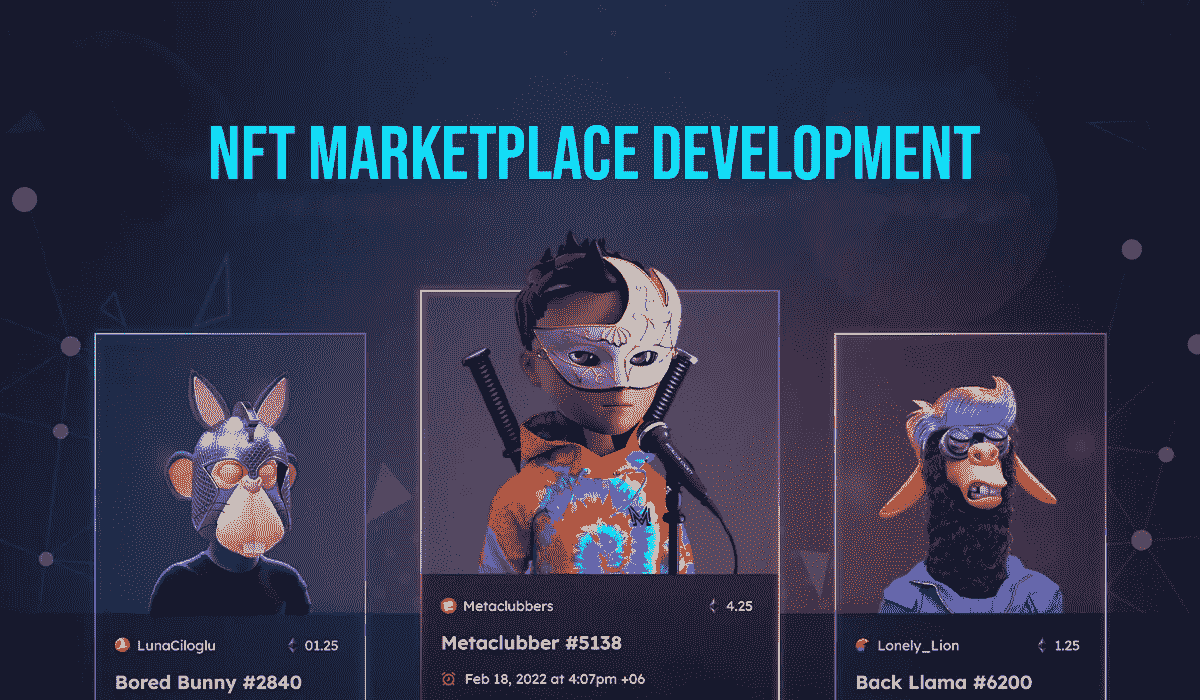 NFT MARKETPLACE DEVELOPMENT
LunaCiloglu 01.25
Bored Bunny #2840
Metaclubbers 4.25
Metaclubber #5138
Feb 18, 2022 at 4:07pm +06
Lonely_Lion 1.25
Back Llama #6200